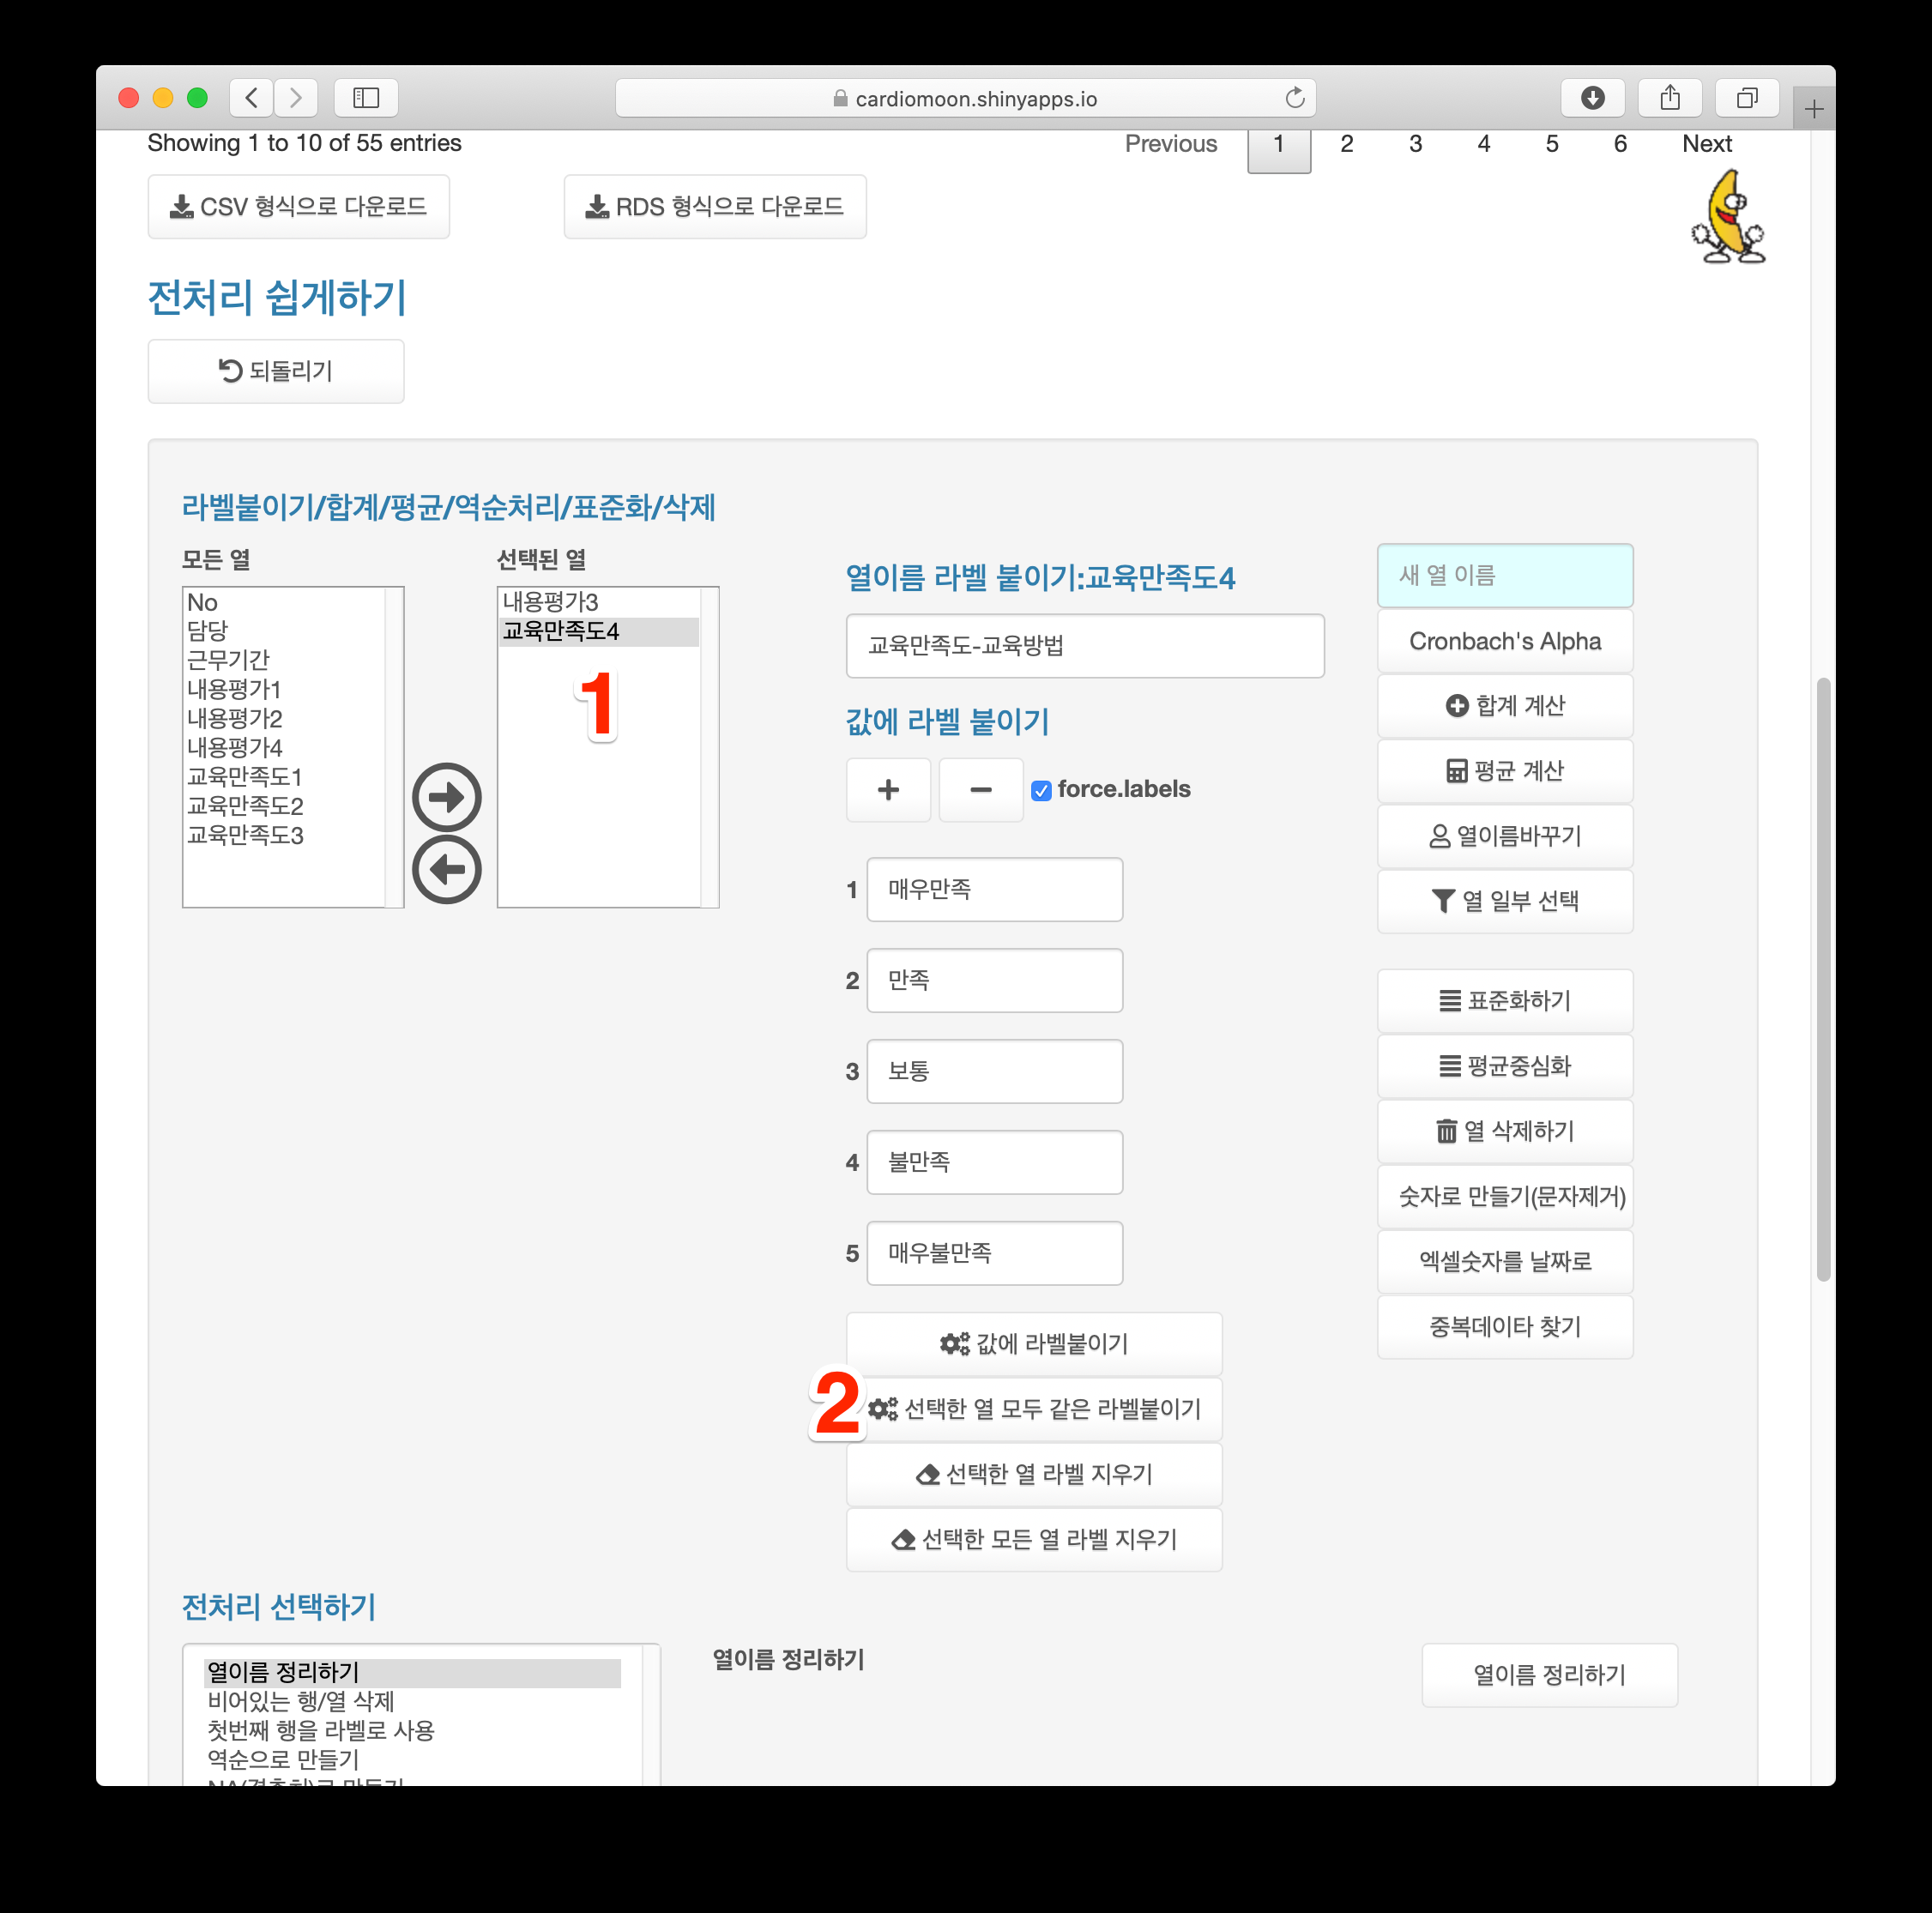 cardiomoon.shinyapps.io
Showing 1 to 10 of 55 entries
Previous 1 2 3 4 5 6 Next
CSV 형식으로 다운로드
RDS 형식으로 다운로드
전처리 쉽게하기
되돌리기
라벨붙이기/합계/평균/역순처리/표준화/삭제
모든 열
No
담당
근무기간
내용평가1
내용평가2
내용평가4
교육만족도1
교육만족도2
교육만족도3
선택된 열
내용평가3
교육만족도4
1
열이름 라벨 붙이기:교육만족도4
교육만족도-교육방법
값에 라벨 붙이기
force.labels
1 매우만족
2 만족
3 보통
4 불만족
5 매우불만족
값에 라벨붙이기
2
선택한 열 모두 같은 라벨붙이기
선택한 열 라벨 지우기
선택한 모든 열 라벨 지우기
새 열 이름
Cronbach's Alpha
합계 계산
평균 계산
열이름바꾸기
열 일부 선택
표준화하기
평균중심화
열 삭제하기
숫자로 만들기(문자제거)
엑셀숫자를 날짜로
중복데이타 찾기
전처리 선택하기
열이름 정리하기
비어있는 행/열 삭제
첫번째 행을 라벨로 사용
역순으로 만들기
NA(결측치)로 만들기
열이름 정리하기
열이름 정리하기